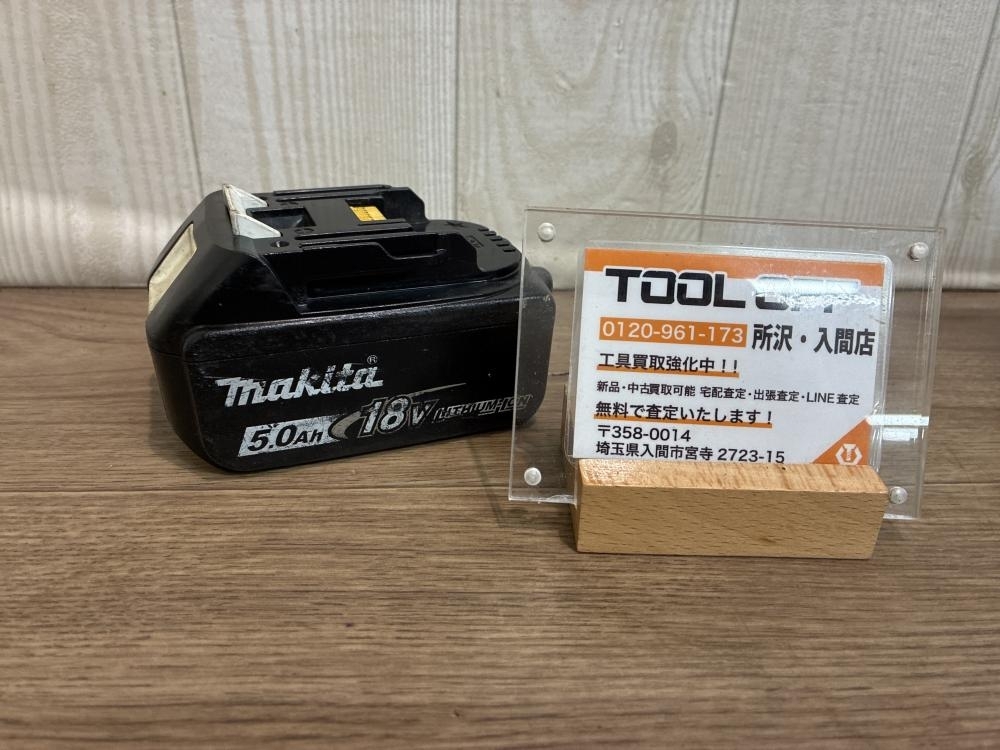 makita®
5.0Ah 18V LITHIUM-ION
TOOL OFF
0120-961-173 所沢・入間店
工具買取強化中！！
新品・中古買取可能 宅配査定・出張査定・LINE査定
無料で査定いたします！
〒358-0014
埼玉県入間市宮寺 2723-15